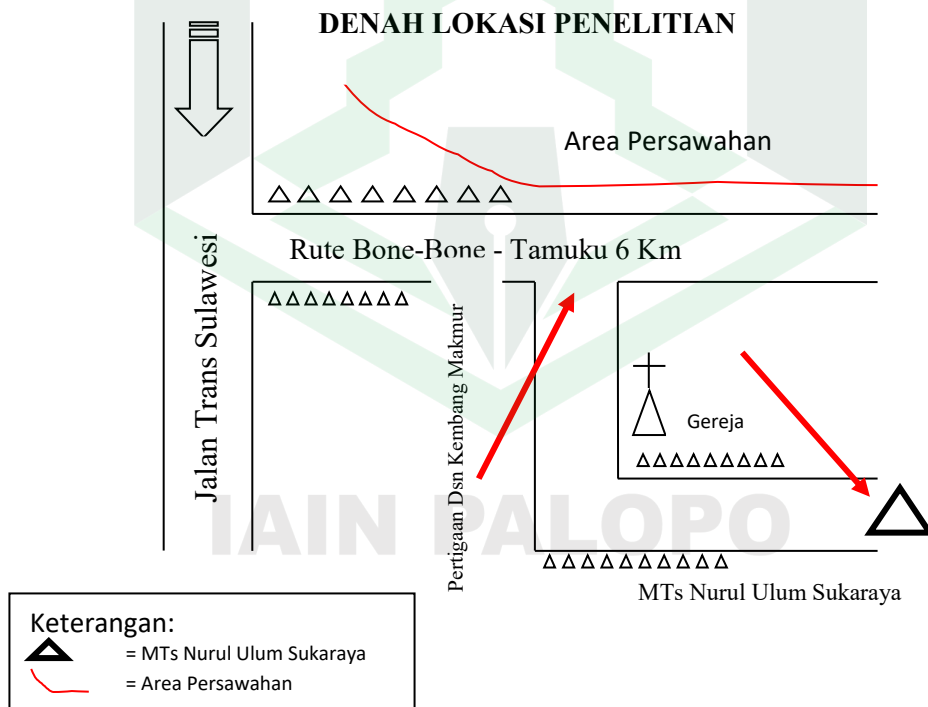 DENAH LOKASI PENELITIAN
Area Persawahan
Rute Bone-Bone - Tamuku 6 Km
Jalan Trans Sulawesi
Pertigaan Dsn Kembang Makmur
Gereja
IAIN PALOPO
MTs Nurul Ulum Sukaraya
Keterangan:
= MTs Nurul Ulum Sukaraya
= Area Persawahan